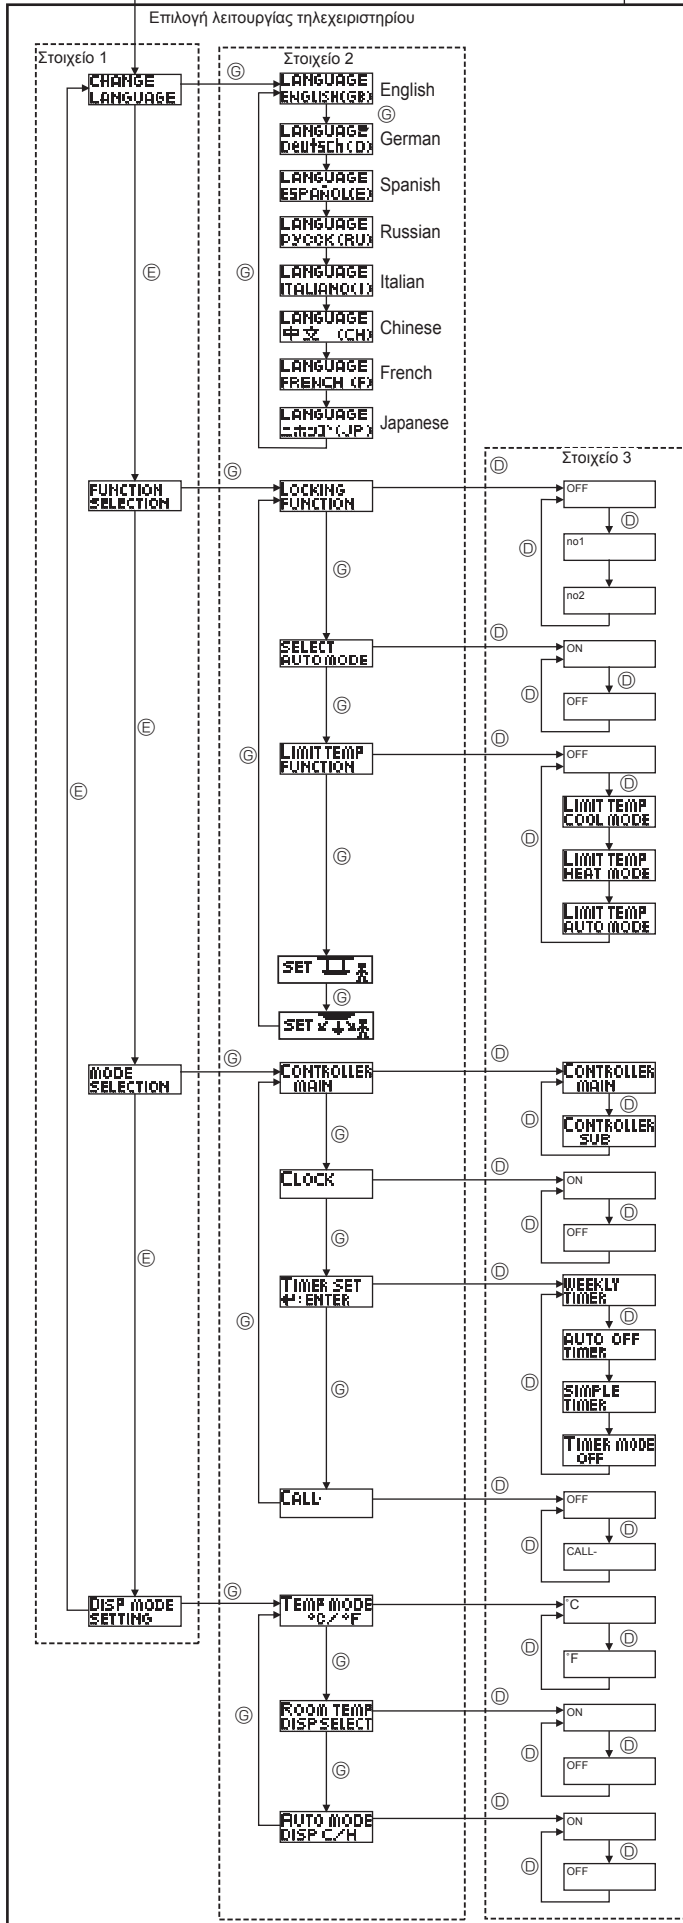 Επιλογή λειτουργίας τηλεχειριστηρίου
Στοιχείο 1
Στοιχείο 2
CHANGE
LANGUAGE
Ⓖ
LANGUAGE
ENGLISH(GB)
English
Ⓖ
LANGUAGE
Deutsch(D)
German
LANGUAGE
ESPAÑOL(E)
Spanish
LANGUAGE
РУССК(RU)
Russian
Ⓔ
Ⓖ
LANGUAGE
ITALIANO(I)
Italian
LANGUAGE
中文 (CH)
Chinese
LANGUAGE
FRENCH (F)
French
LANGUAGE
ニホンゴ(JP)
Japanese
Στοιχείο 3
FUNCTION
SELECTION
Ⓖ
LOCKING
FUNCTION
Ⓓ
OFF
Ⓓ
no1
Ⓓ
no2
Ⓖ
SELECT
AUTO MODE
Ⓓ
ON
Ⓓ
Ⓓ
OFF
Ⓖ
Ⓔ
Ⓖ
LIMIT TEMP
FUNCTION
Ⓓ
OFF
Ⓓ
Ⓔ
LIMIT TEMP
COOL MODE
Ⓓ
LIMIT TEMP
HEAT MODE
Ⓖ
LIMIT TEMP
AUTO MODE
SET
Ⓖ
SET
MODE
SELECTION
Ⓖ
CONTROLLER
MAIN
Ⓓ
CONTROLLER
MAIN
Ⓓ
Ⓓ
CONTROLLER
SUB
Ⓖ
CLOCK
Ⓓ
ON
Ⓓ
Ⓓ
OFF
Ⓖ
Ⓔ
TIMER SET
↵:ENTER
Ⓓ
WEEKLY
TIMER
Ⓓ
Ⓖ
AUTO OFF
TIMER
Ⓓ
SIMPLE
TIMER
Ⓖ
TIMER MODE
OFF
CALL-
Ⓓ
OFF
Ⓓ
Ⓓ
CALL-
DISP MODE
SETTING
Ⓖ
TEMP MODE
°C/°F
Ⓓ
°C
Ⓓ
Ⓓ
°F
Ⓖ
ROOM TEMP
DISP SELECT
Ⓓ
ON
Ⓖ
Ⓓ
Ⓓ
OFF
Ⓖ
AUTO MODE
DISP C/H
Ⓓ
ON
Ⓓ
Ⓓ
OFF